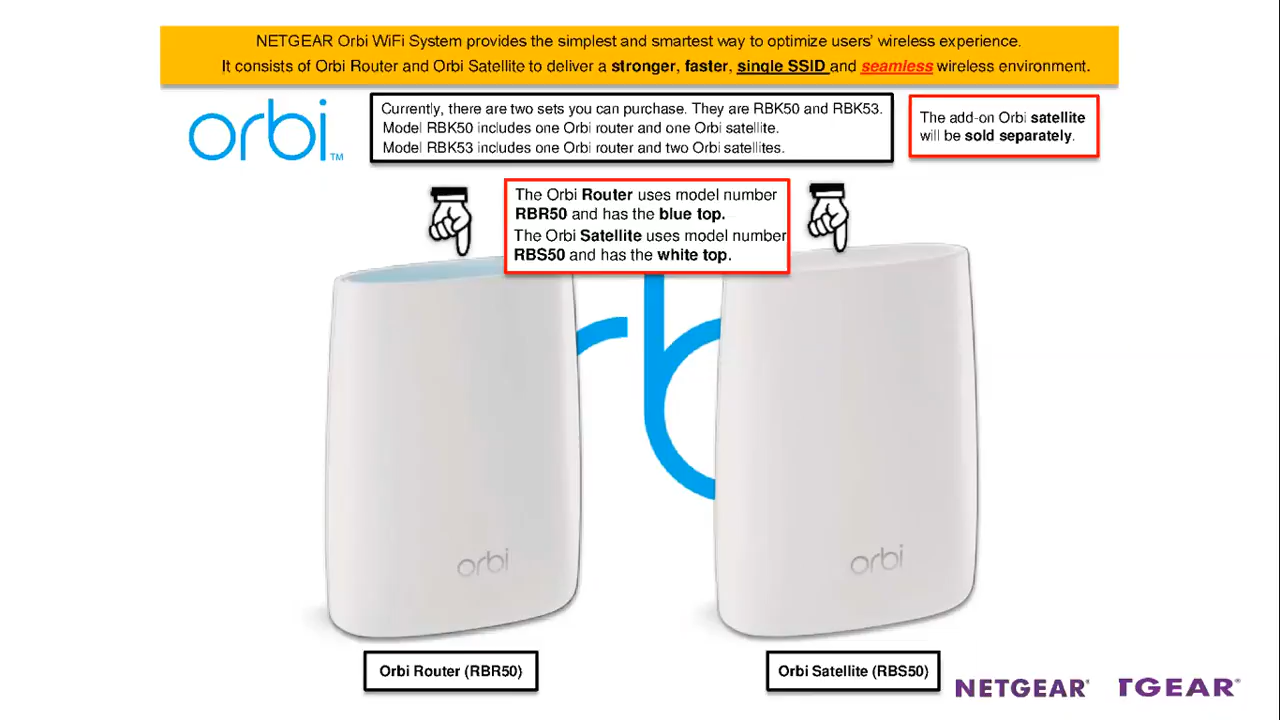 NETGEAR Orbi WiFi System provides the simplest and smartest way to optimize users' wireless experience.
It consists of Orbi Router and Orbi Satellite to deliver a stronger, faster, single SSID and seamless wireless environment.
orbi™
Currently, there are two sets you can purchase. They are RBK50 and RBK53.
Model RBK50 includes one Orbi router and one Orbi satellite.
Model RBK53 includes one Orbi router and two Orbi satellites.
The add-on Orbi satellite
will be sold separately.
The Orbi Router uses model number
RBR50 and has the blue top.
The Orbi Satellite uses model number
RBS50 and has the white top.
rb
orbi
orbi
Orbi Router (RBR50)
Orbi Satellite (RBS50)
NETGEAR®
TGEAR®